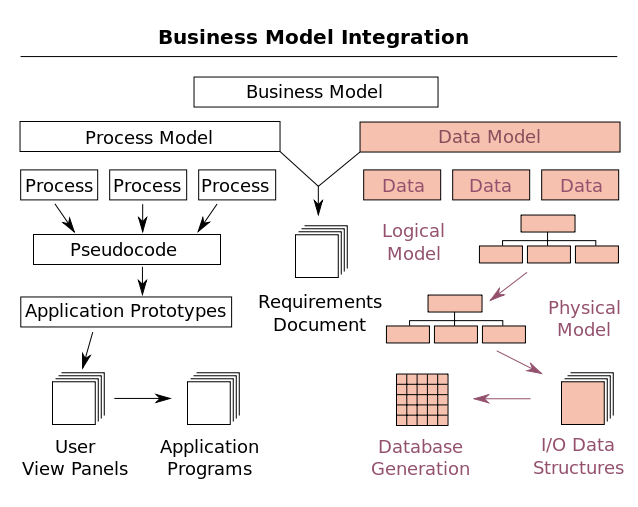 Business Model Integration
Business Model
Process Model
Data Model
Process
Process
Process
Data
Data
Data
Pseudocode
Logical
Model
Application Prototypes
Requirements
Document
Physical
Model
User
View Panels
Application
Programs
Database
Generation
I/O Data
Structures